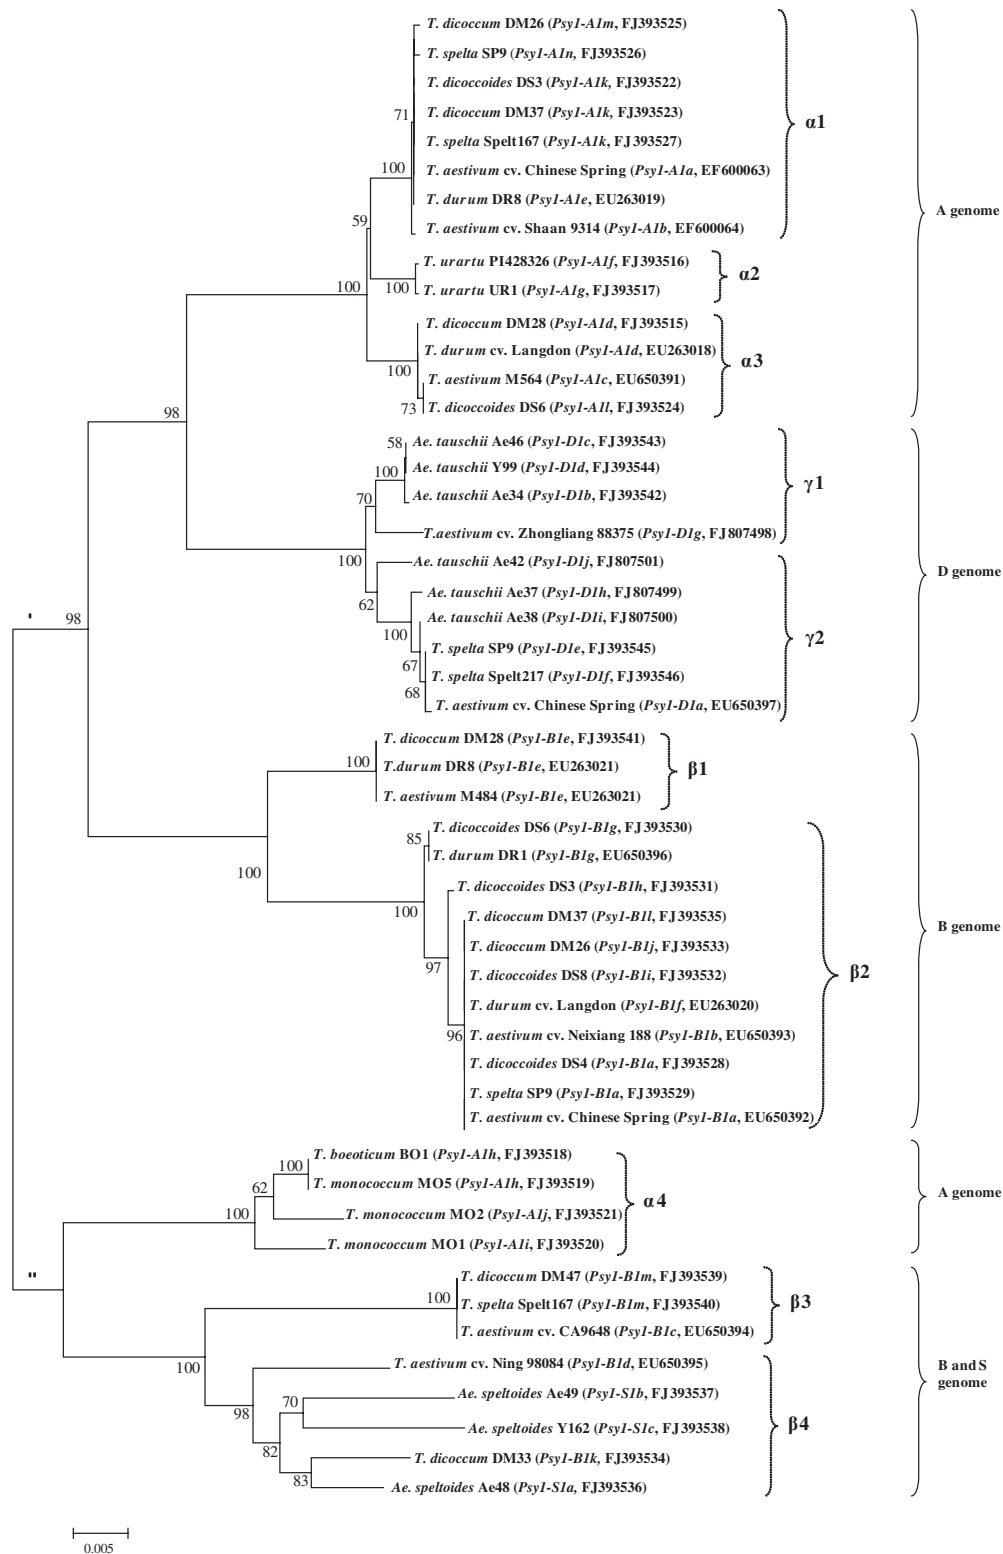 T. dicoccum DM26 (Psy1-A1m, FJ393525)
T. spelta SP9 (Psy1-A1n, FJ393526)
T. dicoccoides DS3 (Psy1-A1k, FJ393522)
71
T. dicoccum DM37 (Psy1-A1k, FJ393523)
α1
T. spelta Spelt167 (Psy1-A1k, FJ393527)
100
T. aestivum cv. Chinese Spring (Psy1-A1a, EF600063)
T. durum DR8 (Psy1-A1e, EU263019)
A genome
59
T. aestivum cv. Shaan 9314 (Psy1-A1b, EF600064)
T. urartu PI428326 (Psy1-A1f, FJ393516)
α2
100
100
T. urartu UR1 (Psy1-A1g, FJ393517)
T. dicoccum DM28 (Psy1-A1d, FJ393515)
T. durum cv. Langdon (Psy1-A1d, EU263018)
α3
100
T. aestivum M564 (Psy1-A1c, EU650391)
73
T. dicoccoides DS6 (Psy1-A1l, FJ393524)
98
58
Ae. tauschii Ae46 (Psy1-D1c, FJ393543)
100
Ae. tauschii Y99 (Psy1-D1d, FJ393544)
γ1
70
Ae. tauschii Ae34 (Psy1-D1b, FJ393542)
T.aestivum cv. Zhongliang 88375 (Psy1-D1g, FJ807498)
100
Ae. tauschii Ae42 (Psy1-D1j, FJ807501)
D genome
62
Ae. tauschii Ae37 (Psy1-D1h, FJ807499)
98
100
Ae. tauschii Ae38 (Psy1-D1i, FJ807500)
γ2
T. spelta SP9 (Psy1-D1e, FJ393545)
67
T. spelta Spelt217 (Psy1-D1f, FJ393546)
68
T. aestivum cv. Chinese Spring (Psy1-D1a, EU650397)
T. dicoccum DM28 (Psy1-B1e, FJ393541)
100
T.durum DR8 (Psy1-B1e, EU263021)
β1
T. aestivum M484 (Psy1-B1e, EU263021)
T. dicoccoides DS6 (Psy1-B1g, FJ393530)
85
T. durum DR1 (Psy1-B1g, EU650396)
100
T. dicoccoides DS3 (Psy1-B1h, FJ393531)
100
T. dicoccum DM37 (Psy1-B1l, FJ393535)
B genome
T. dicoccum DM26 (Psy1-B1j, FJ393533)
97
T. dicoccoides DS8 (Psy1-B1i, FJ393532)
β2
T. durum cv. Langdon (Psy1-B1f, EU263020)
96
T. aestivum cv. Neixiang 188 (Psy1-B1b, EU650393)
T. dicoccoides DS4 (Psy1-B1a, FJ393528)
T. spelta SP9 (Psy1-B1a, FJ393529)
T. aestivum cv. Chinese Spring (Psy1-B1a, EU650392)
T. boeoticum BO1 (Psy1-A1h, FJ393518)
100
T. monococcum MO5 (Psy1-A1h, FJ393519)
62
α4
A genome
100
T. monococcum MO2 (Psy1-A1j, FJ393521)
T. monococcum MO1 (Psy1-A1i, FJ393520)
T. dicoccum DM47 (Psy1-B1m, FJ393539)
100
T. spelta Spelt167 (Psy1-B1m, FJ393540)
β3
T. aestivum cv. CA9648 (Psy1-B1c, EU650394)
100
T. aestivum cv. Ning 98084 (Psy1-B1d, EU650395)
B and S
genome
Ae. speltoides Ae49 (Psy1-S1b, FJ393537)
70
98
Ae. speltoides Y162 (Psy1-S1c, FJ393538)
β4
82
T. dicoccum DM33 (Psy1-B1k, FJ393534)
83
Ae. speltoides Ae48 (Psy1-S1a, FJ393536)
0.005